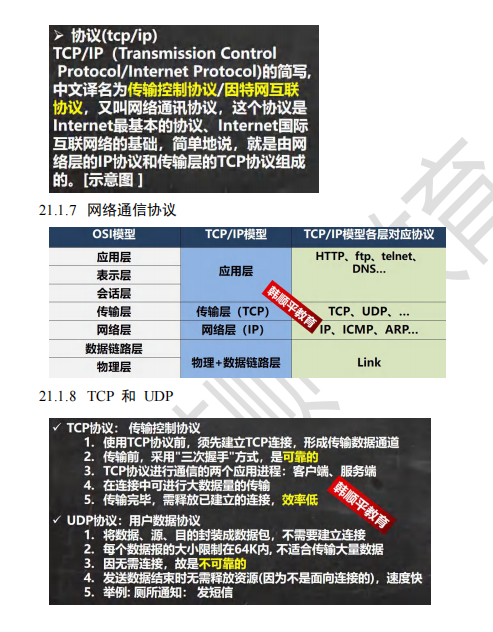 ➢ 协议(tcp/ip)
TCP/IP（Transmission Control
Protocol/Internet Protocol)的简写,
中文译名为传输控制协议/因特网互联
协议，又叫网络通讯协议，这个协议是
Internet最基本的协议、Internet国际
互联网络的基础，简单地说，就是由网
络层的IP协议和传输层的TCP协议组成
的。[示意图 ]
21.1.7 网络通信协议
OSI模型 TCP/IP模型 TCP/IP模型各层对应协议
应用层 应用层 HTTP、ftp、telnet、
DNS...
表示层
会话层
传输层 传输层（TCP） TCP、UDP、...
网络层 网络层（IP） IP、ICMP、ARP...
数据链路层 物理+数据链路层 Link
物理层
韩顺平教育
21.1.8 TCP 和 UDP
✓ TCP协议： 传输控制协议
1. 使用TCP协议前，须先建立TCP连接，形成传输数据通道
2. 传输前，采用"三次握手"方式，是可靠的
3. TCP协议进行通信的两个应用进程：客户端、服务端
4. 在连接中可进行大数据量的传输
5. 传输完毕，需释放已建立的连接，效率低
韩顺平教育
✓ UDP协议：用户数据协议
1. 将数据、源、目的封装成数据包，不需要建立连接
2. 每个数据报的大小限制在64K内, 不适合传输大量数据
3. 因无需连接，故是不可靠的
4. 发送数据结束时无需释放资源(因为不是面向连接的)，速度快
5. 举例: 厕所通知： 发短信